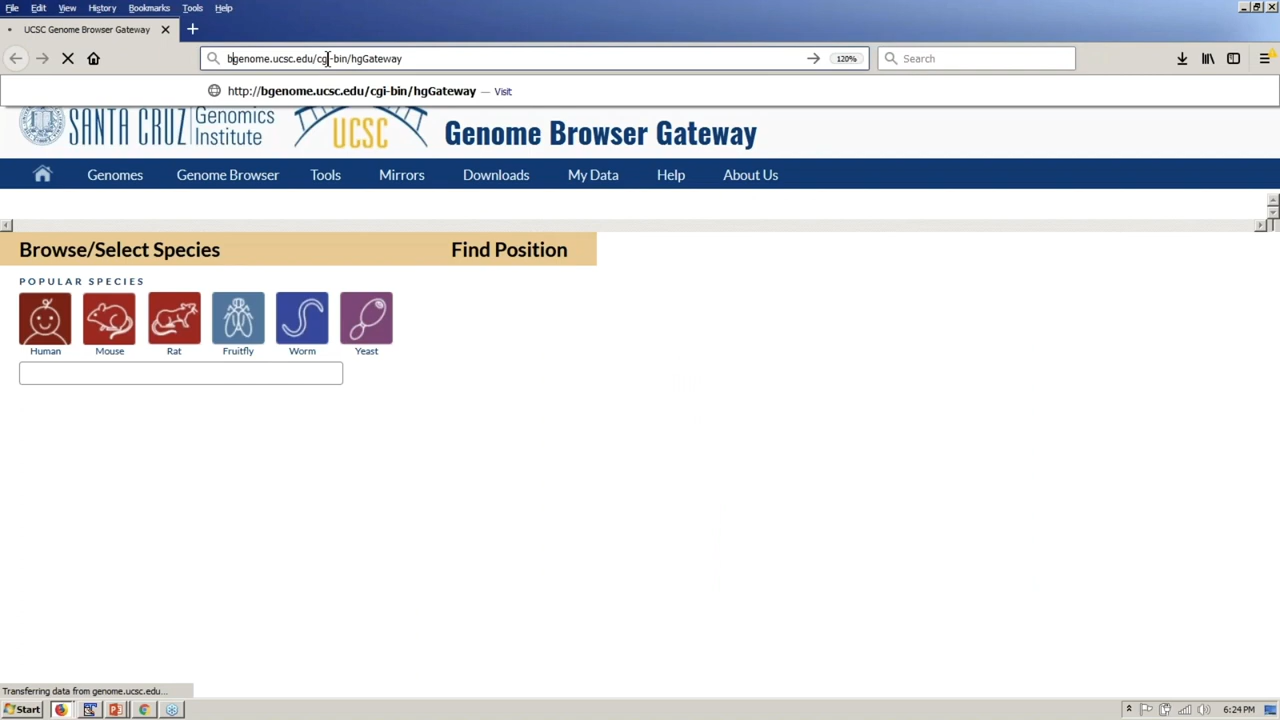 File Edit View History Bookmarks Tools Help
UCSC Genome Browser Gateway
bgenome.ucsc.edu/cgi-bin/hgGateway 120% Search
http://bgenome.ucsc.edu/cgi-bin/hgGateway — Visit
SANTA CRUZ Genomics Institute UCSC Genome Browser Gateway
Genomes Genome Browser Tools Mirrors Downloads My Data Help About Us
Browse/Select Species Find Position
POPULAR SPECIES
Human Mouse Rat Fruitfly Worm Yeast
Transferring data from genome.ucsc.edu...
Start 6:24 PM